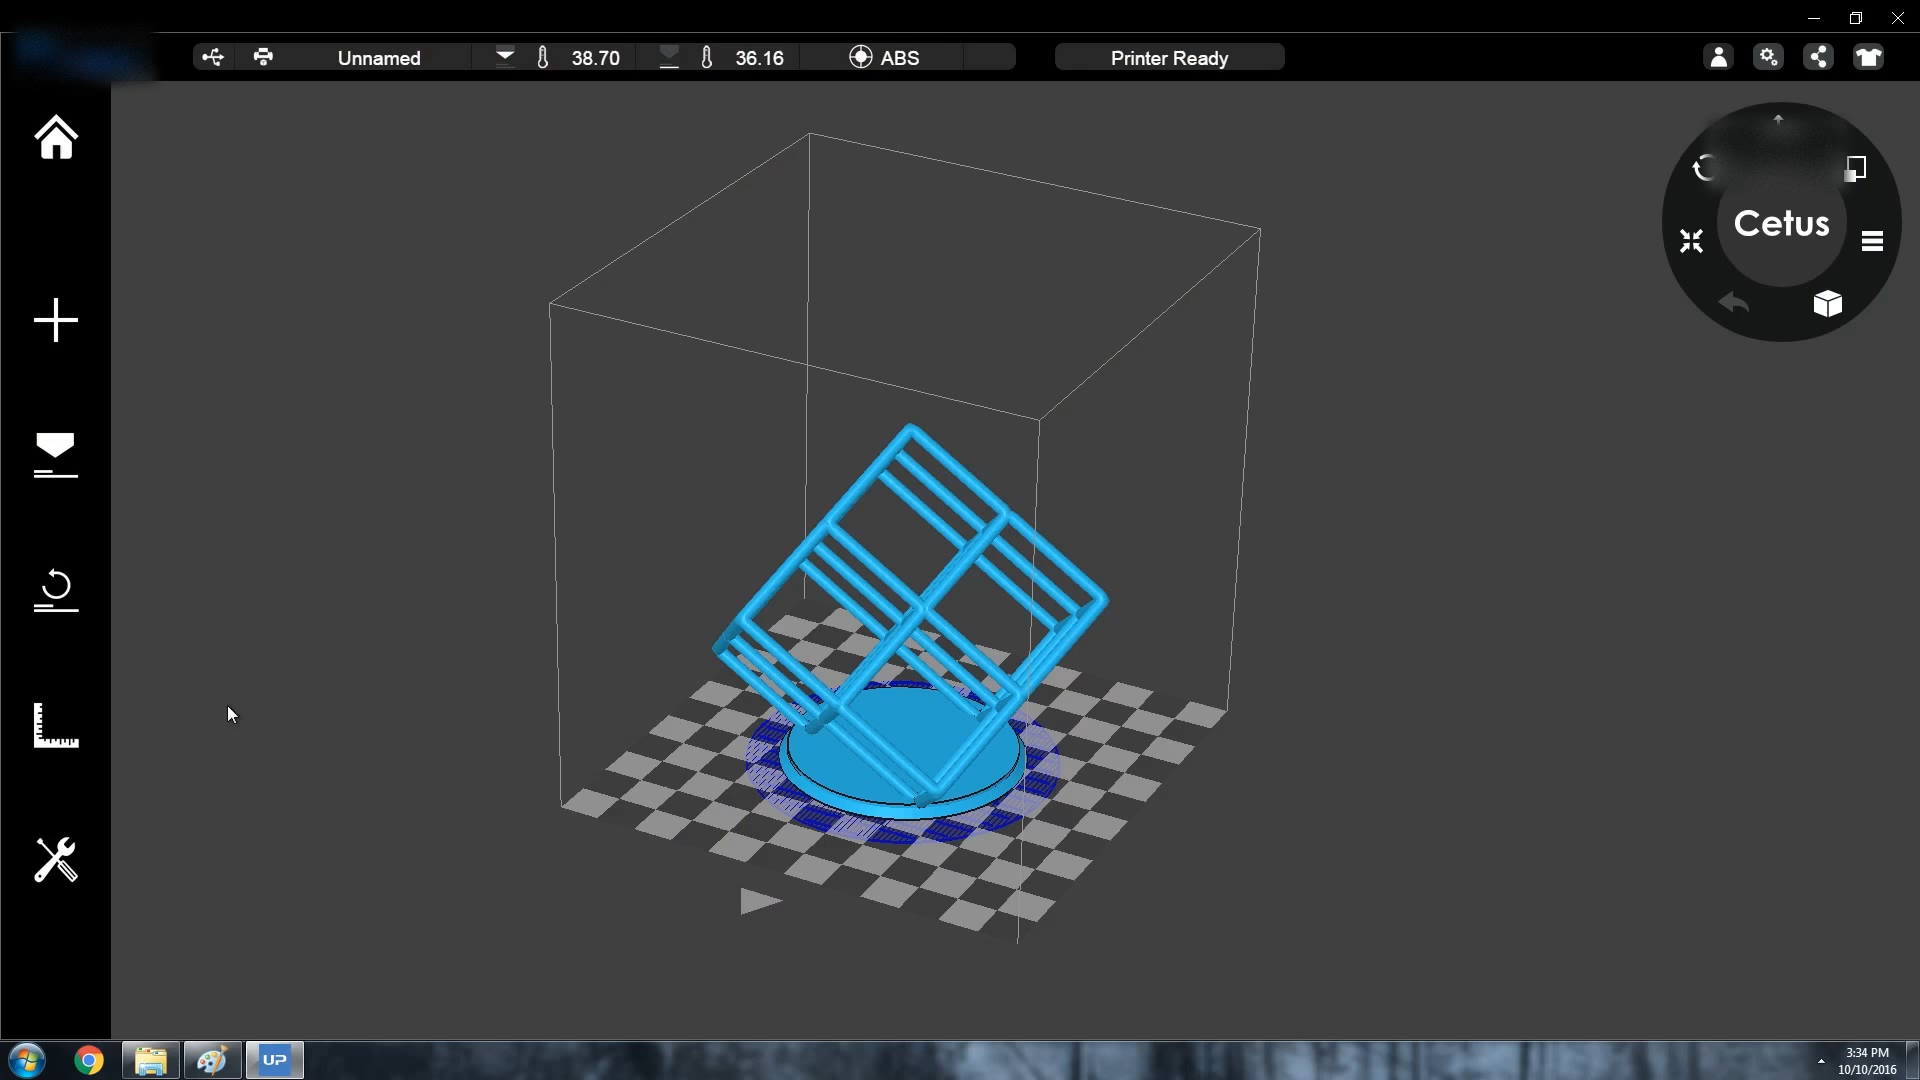 Unnamed 38.70 36.16 ABS Printer Ready
Cetus
UP
3:34 PM
10/10/2016